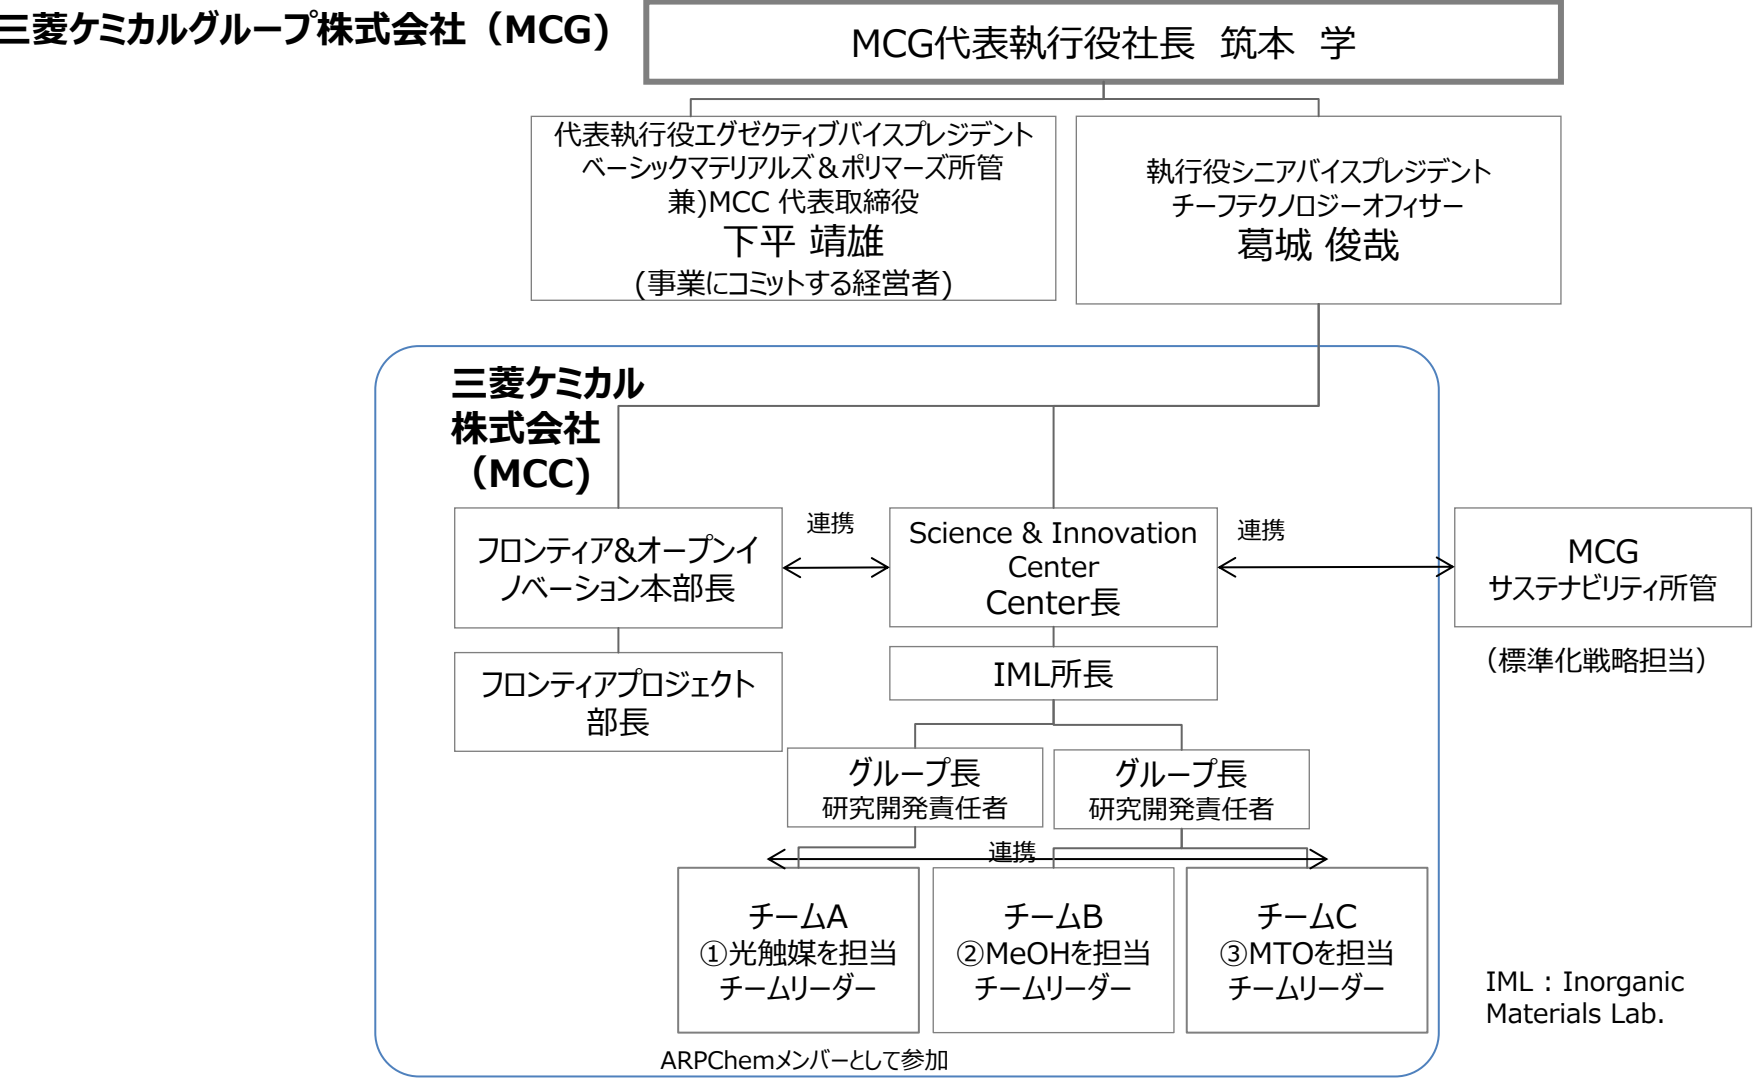 三菱ケミカルグループ株式会社（MCG)
MCG代表執行役社長 筑本 学
代表執行役エグゼクティブバイスプレジデント
ベーシックマテリアルズ＆ポリマーズ所管
兼)MCC 代表取締役
下平 靖雄
(事業にコミットする経営者)
執行役シニアバイスプレジデント
チーフテクノロジーオフィサー
葛城 俊哉
三菱ケミカル
株式会社
（MCC)
フロンティア&オープンイ
ノベーション本部長
連携
Science & Innovation
Center
Center長
連携
MCG
サステナビリティ所管
（標準化戦略担当）
フロンティアプロジェクト
部長
IML所長
グループ長
研究開発責任者
グループ長
研究開発責任者
連携
チームA
①光触媒を担当
チームリーダー
チームB
②MeOHを担当
チームリーダー
チームC
③MTOを担当
チームリーダー
IML：Inorganic
Materials Lab.
ARPChemメンバーとして参加